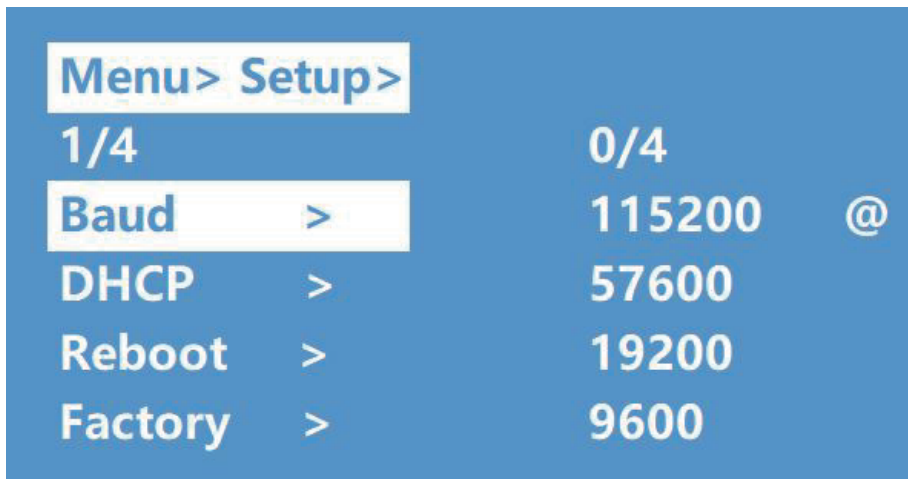 Menu> Setup>
1/4 0/4
Baud > 115200 @
DHCP > 57600
Reboot > 19200
Factory > 9600